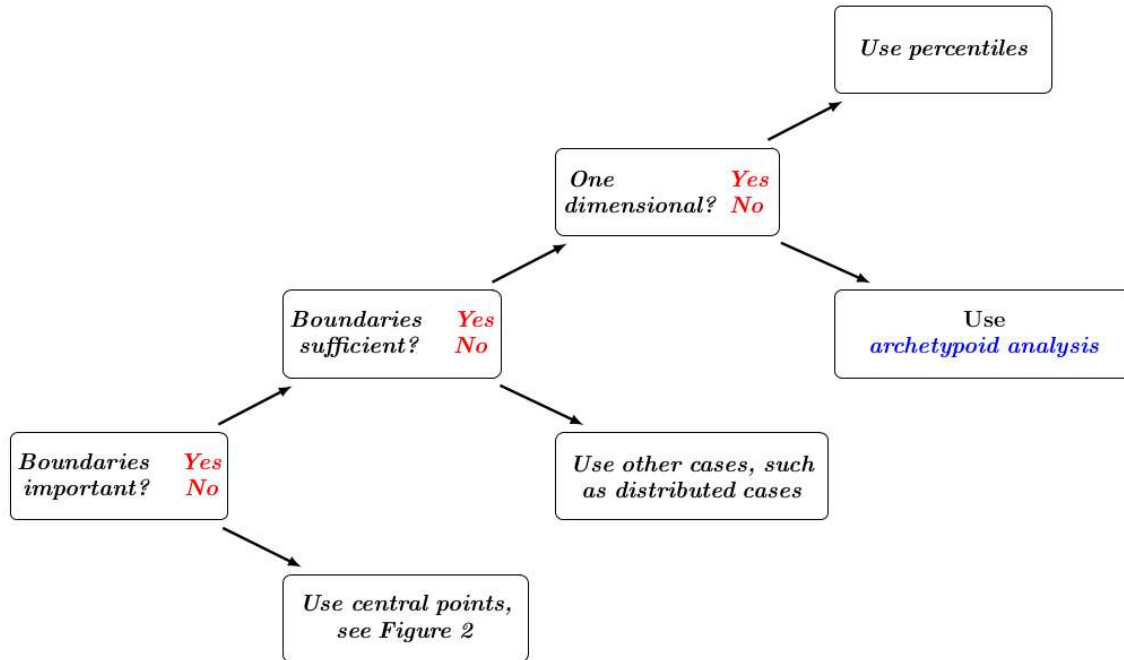 Use percentiles
One Yes
dimensional? No
Boundaries Yes
sufficient? No
Use
archetypoid analysis
Boundaries Yes
important? No
Use other cases, such
as distributed cases
Use central points,
see Figure 2